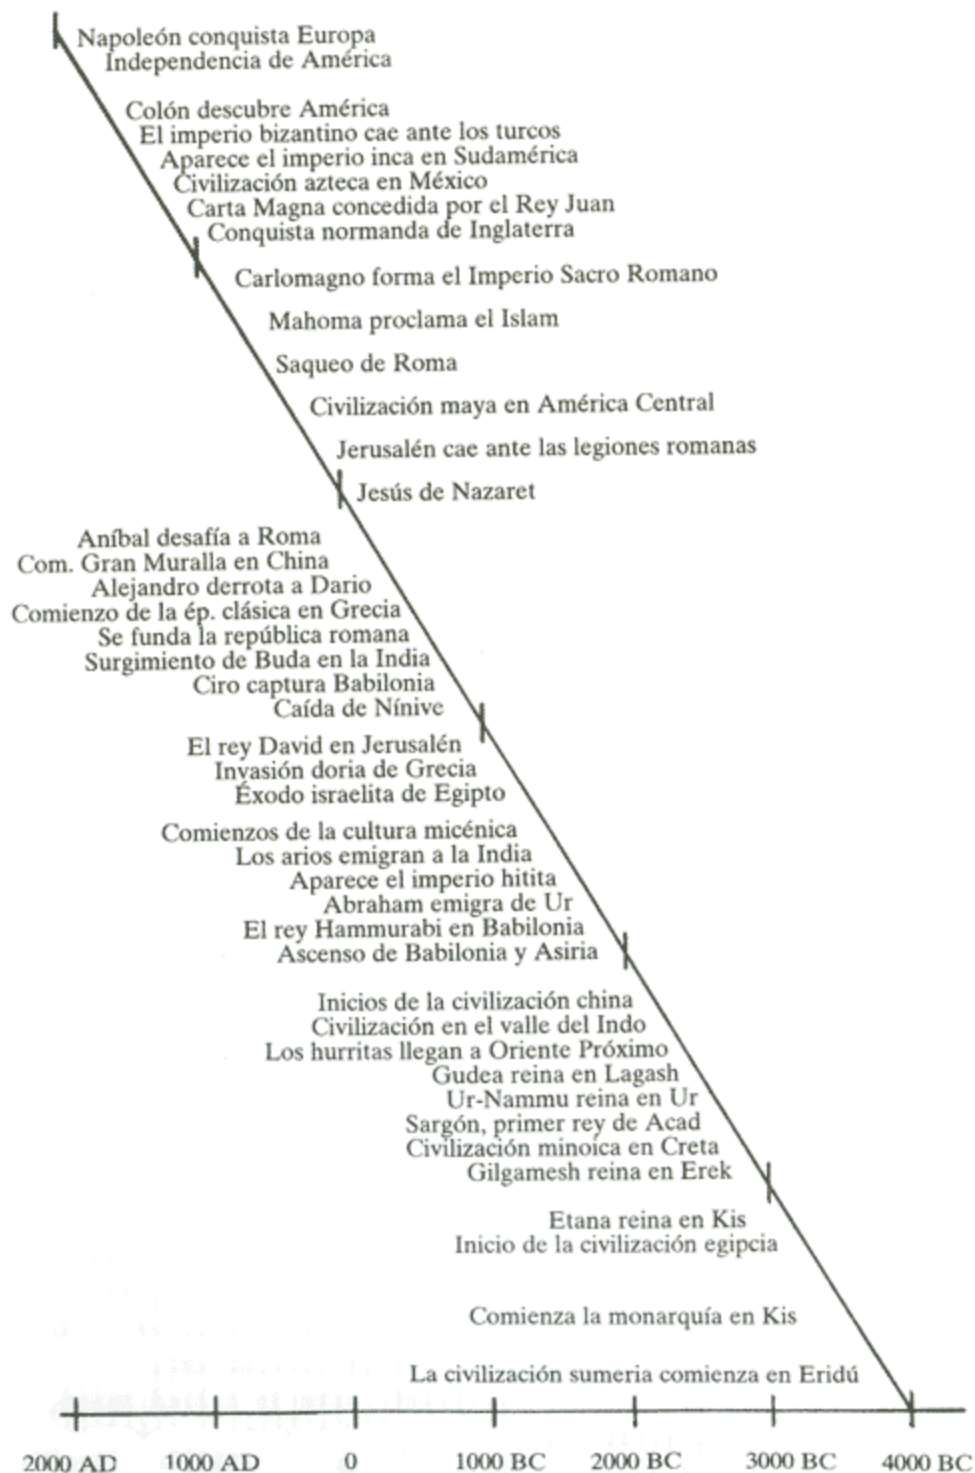 Napoleón conquista Europa
Independencia de América
Colón descubre América
El imperio bizantino cae ante los turcos
Aparece el imperio inca en Sudamérica
Civilización azteca en México
Carta Magna concedida por el Rey Juan
Conquista normanda de Inglaterra
Carlomagno forma el Imperio Sacro Romano
Mahoma proclama el Islam
Saqueo de Roma
Civilización maya en América Central
Jerusalén cae ante las legiones romanas
Jesús de Nazaret
Aníbal desafía a Roma
Com. Gran Muralla en China
Alejandro derrota a Dario
Comienzo de la ép. clásica en Grecia
Se funda la república romana
Surgimiento de Buda en la India
Ciro captura Babilonia
Caída de Nínive
El rey David en Jerusalén
Invasión doria de Grecia
Éxodo israelita de Egipto
Comienzos de la cultura micénica
Los arios emigran a la India
Aparece el imperio hitita
Abraham emigra de Ur
El rey Hammurabi en Babilonia
Ascenso de Babilonia y Asiria
Inicios de la civilización china
Civilización en el valle del Indo
Los hurritas llegan a Oriente Próximo
Gudea reina en Lagash
Ur-Nammu reina en Ur
Sargón, primer rey de Acad
Civilización minoica en Creta
Gilgamesh reina en Erek
Etana reina en Kis
Inicio de la civilización egipcia
Comienza la monarquía en Kis
La civilización sumeria comienza en Eridú
2000 AD 1000 AD 0 1000 BC 2000 BC 3000 BC 4000 BC